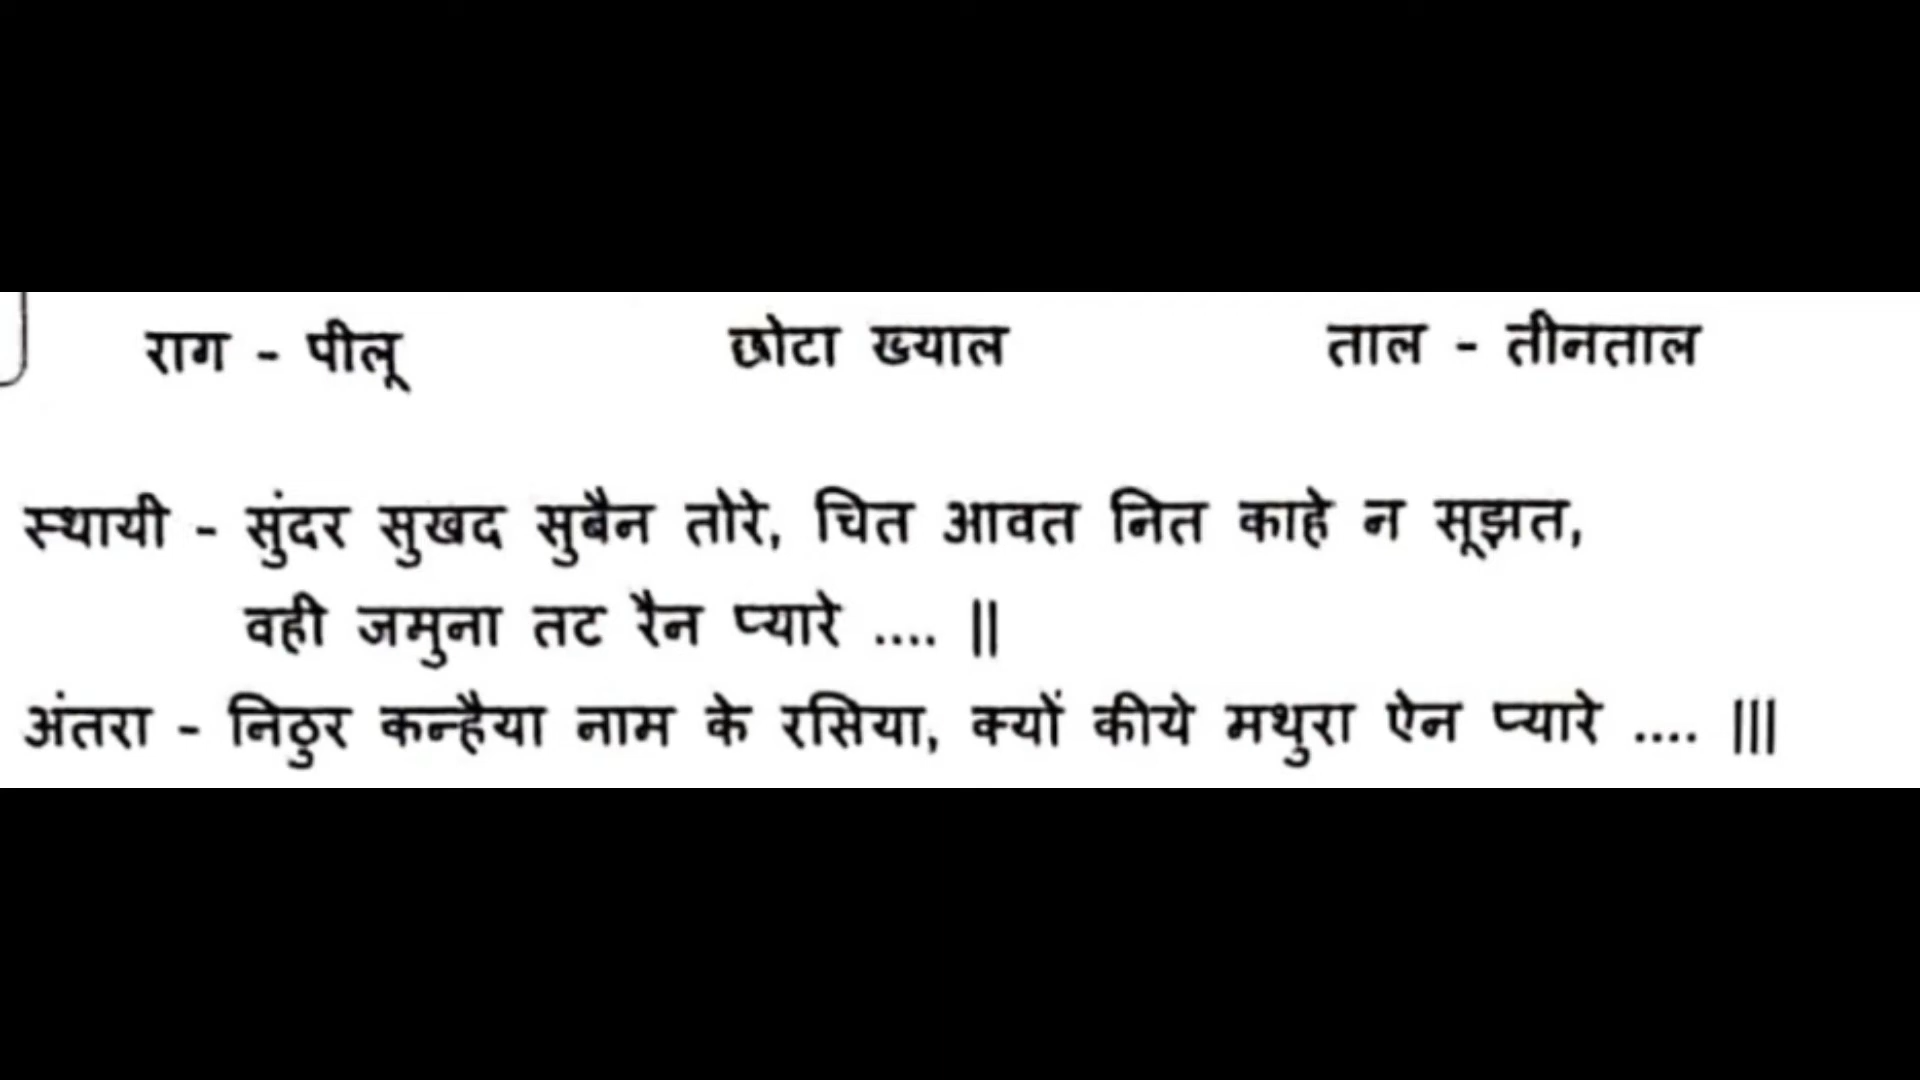 राग - पीलू छोटा ख्याल ताल - तीनताल
स्थायी - सुंदर सुखद सुबैन तोरे, चित आवत नित काहे न सूझत,
वही जमुना तट रैन प्यारे .... ||
अंतरा - निठुर कन्हैया नाम के रसिया, क्यों कीये मथुरा ऐन प्यारे .... |||